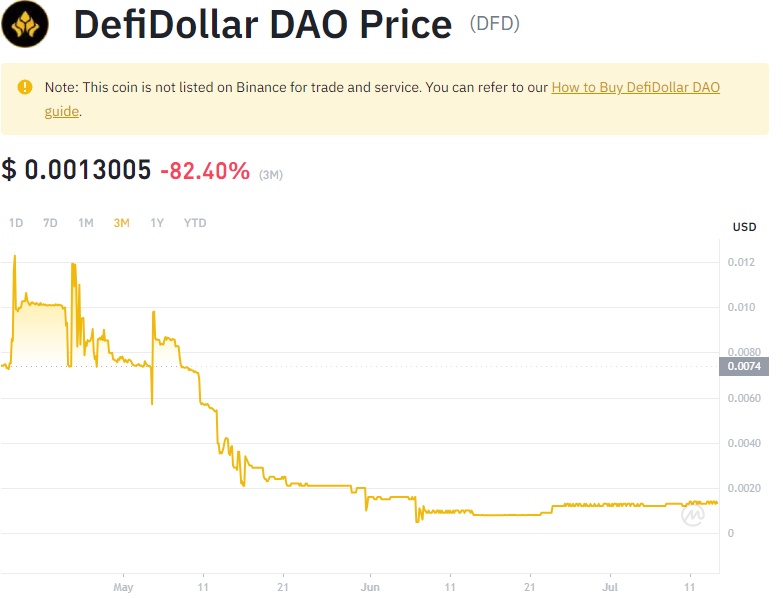 DefiDollar DAO Price (DFD)
Note: This coin is not listed on Binance for trade and service. You can refer to our How to Buy DefiDollar DAO
guide.
$ 0.0013005 -82.40% (3M)
1D 7D 1M 3M 1Y YTD
USD
0.012
0.010
0.0080
0.0074
0.0060
0.0040
0.0020
0
May 11 21 Jun 11 21 Jul 11